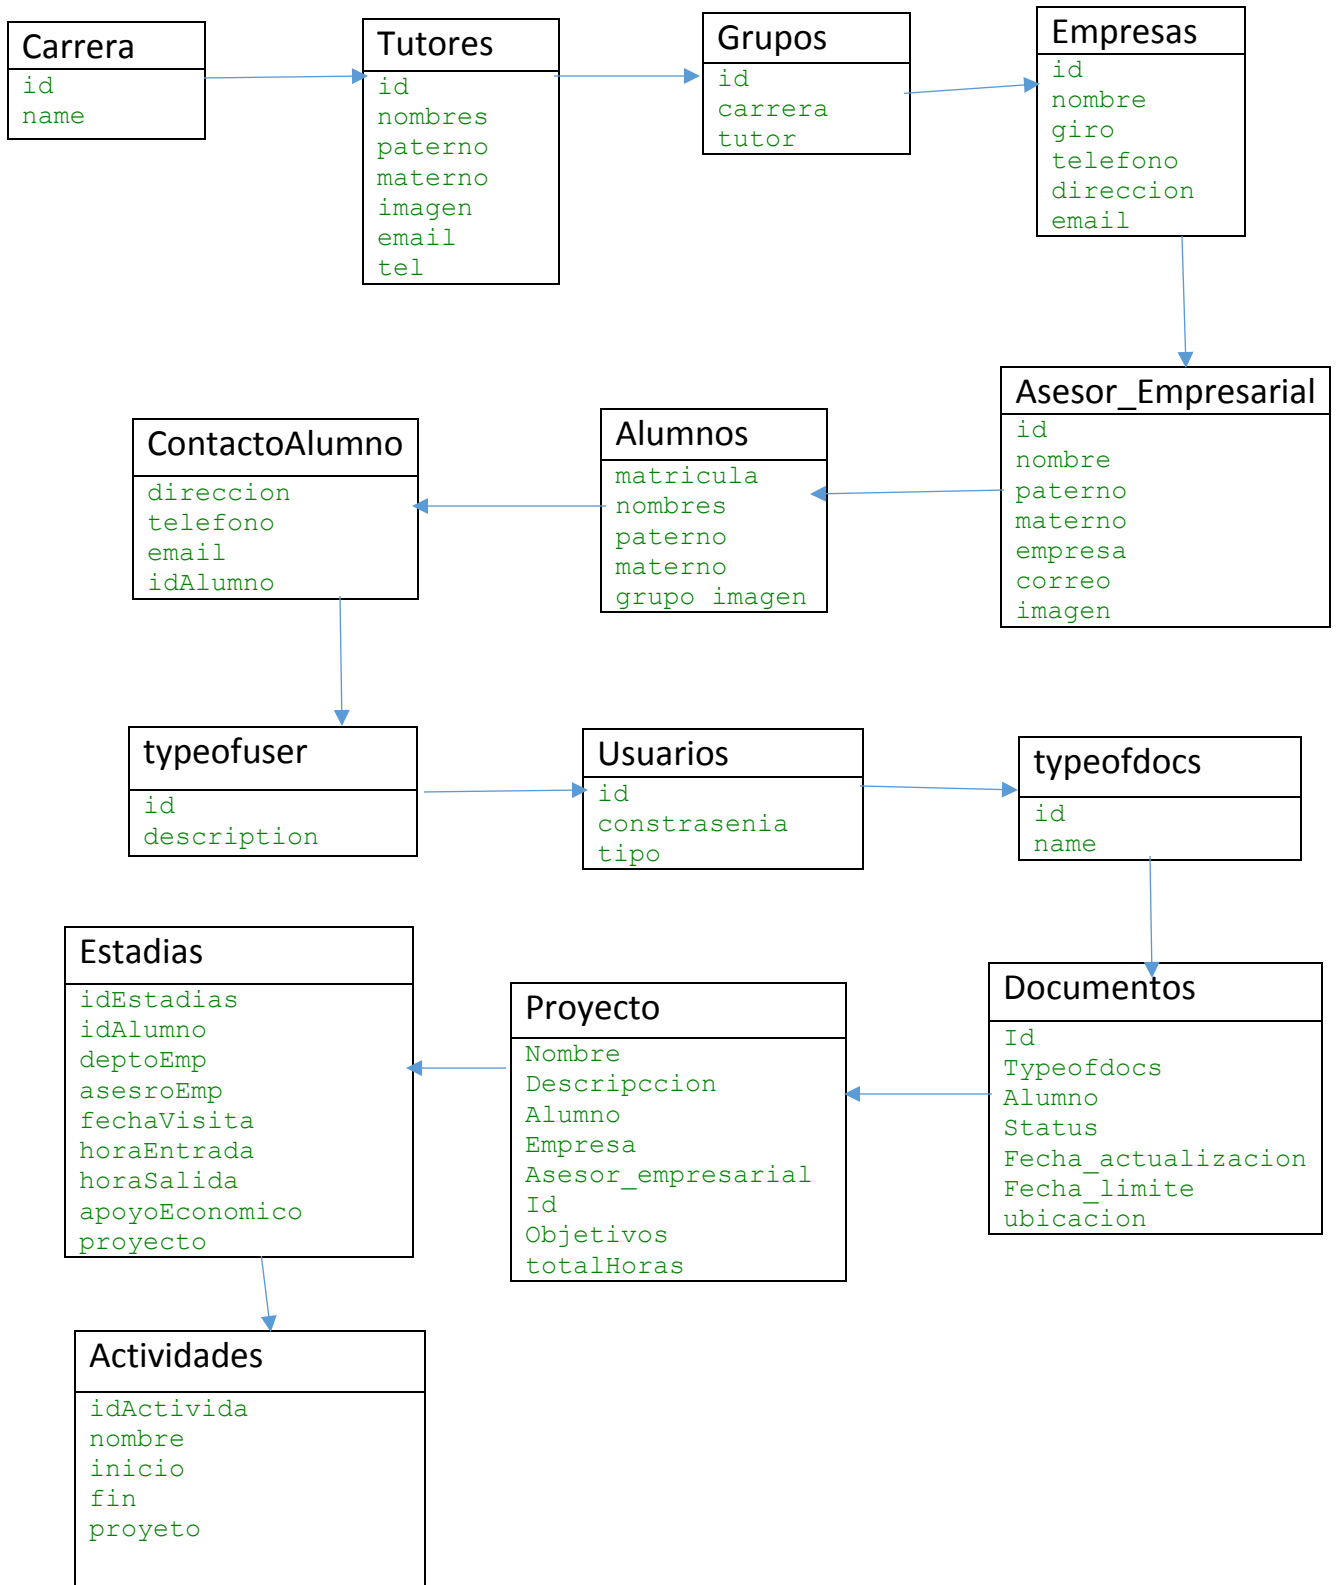 Carrera
id
name
Tutores
id
nombres
paterno
materno
imagen
email
tel
Grupos
id
carrera
tutor
Empresas
id
nombre
giro
telefono
direccion
email
Asesor_Empresarial
id
nombre
paterno
materno
empresa
correo
imagen
Alumnos
matricula
nombres
paterno
materno
grupo imagen
ContactoAlumno
direccion
telefono
email
idAlumno
typeofuser
id
description
Usuarios
id
constrasenia
tipo
typeofdocs
id
name
Documentos
Id
Typeofdocs
Alumno
Status
Fecha_actualizacion
Fecha_limite
ubicacion
Proyecto
Nombre
Descripccion
Alumno
Empresa
Asesor_empresarial
Id
Objetivos
totalHoras
Estadias
idEstadias
idAlumno
deptoEmp
asesroEmp
fechaVisita
horaEntrada
horaSalida
apoyoEconomico
proyecto
Actividades
idActivida
nombre
inicio
fin
proyeto